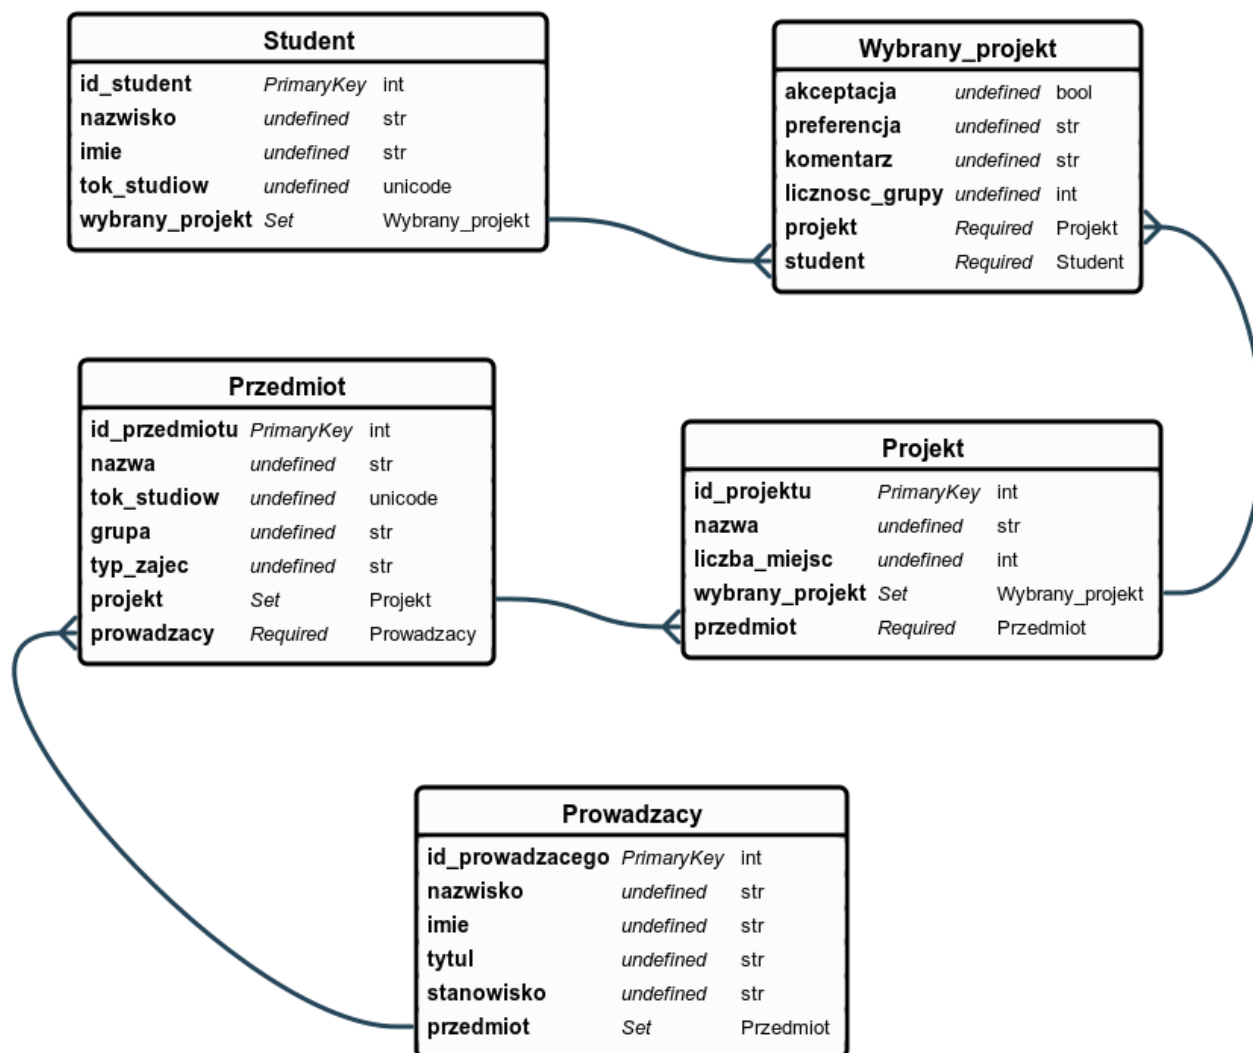 Student
id_student PrimaryKey int
nazwisko undefined str
imie undefined str
tok_studiow undefined unicode
wybrany_projekt Set Wybrany_projekt
Wybrany_projekt
akceptacja undefined bool
preferencja undefined str
komentarz undefined str
licznosc_grupy undefined int
projekt Required Projekt
student Required Student
Przedmiot
id_przedmiotu PrimaryKey int
nazwa undefined str
tok_studiow undefined unicode
grupa undefined str
typ_zajec undefined str
projekt Set Projekt
prowadzacy Required Prowadzacy
Projekt
id_projektu PrimaryKey int
nazwa undefined str
liczba_miejsc undefined int
wybrany_projekt Set Wybrany_projekt
przedmiot Required Przedmiot
Prowadzacy
id_prowadzacego PrimaryKey int
nazwisko undefined str
imie undefined str
tytul undefined str
stanowisko undefined str
przedmiot Set Przedmiot